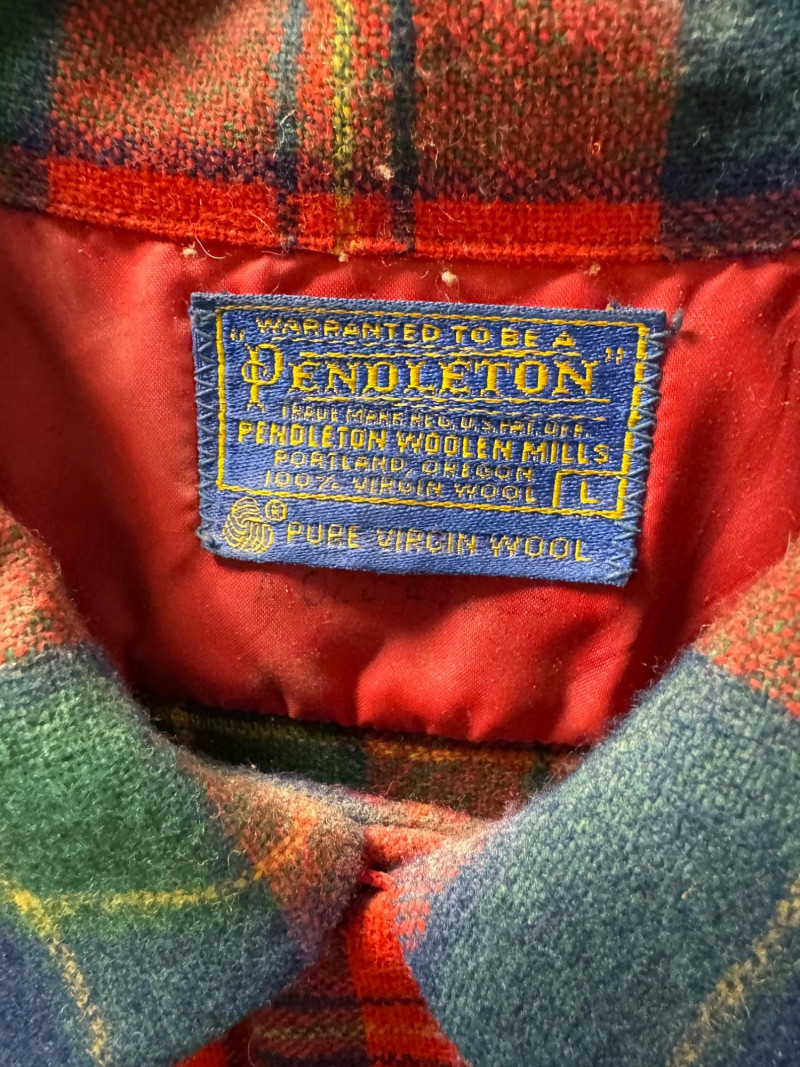 "WARRANTED TO BE A
PENDLETON"
TRADE MARK REG. U.S. PAT. OFF.
PENDLETON WOOLEN MILLS
PORTLAND, OREGON
100% VIRGIN WOOL L
® PURE VIRGIN WOOL